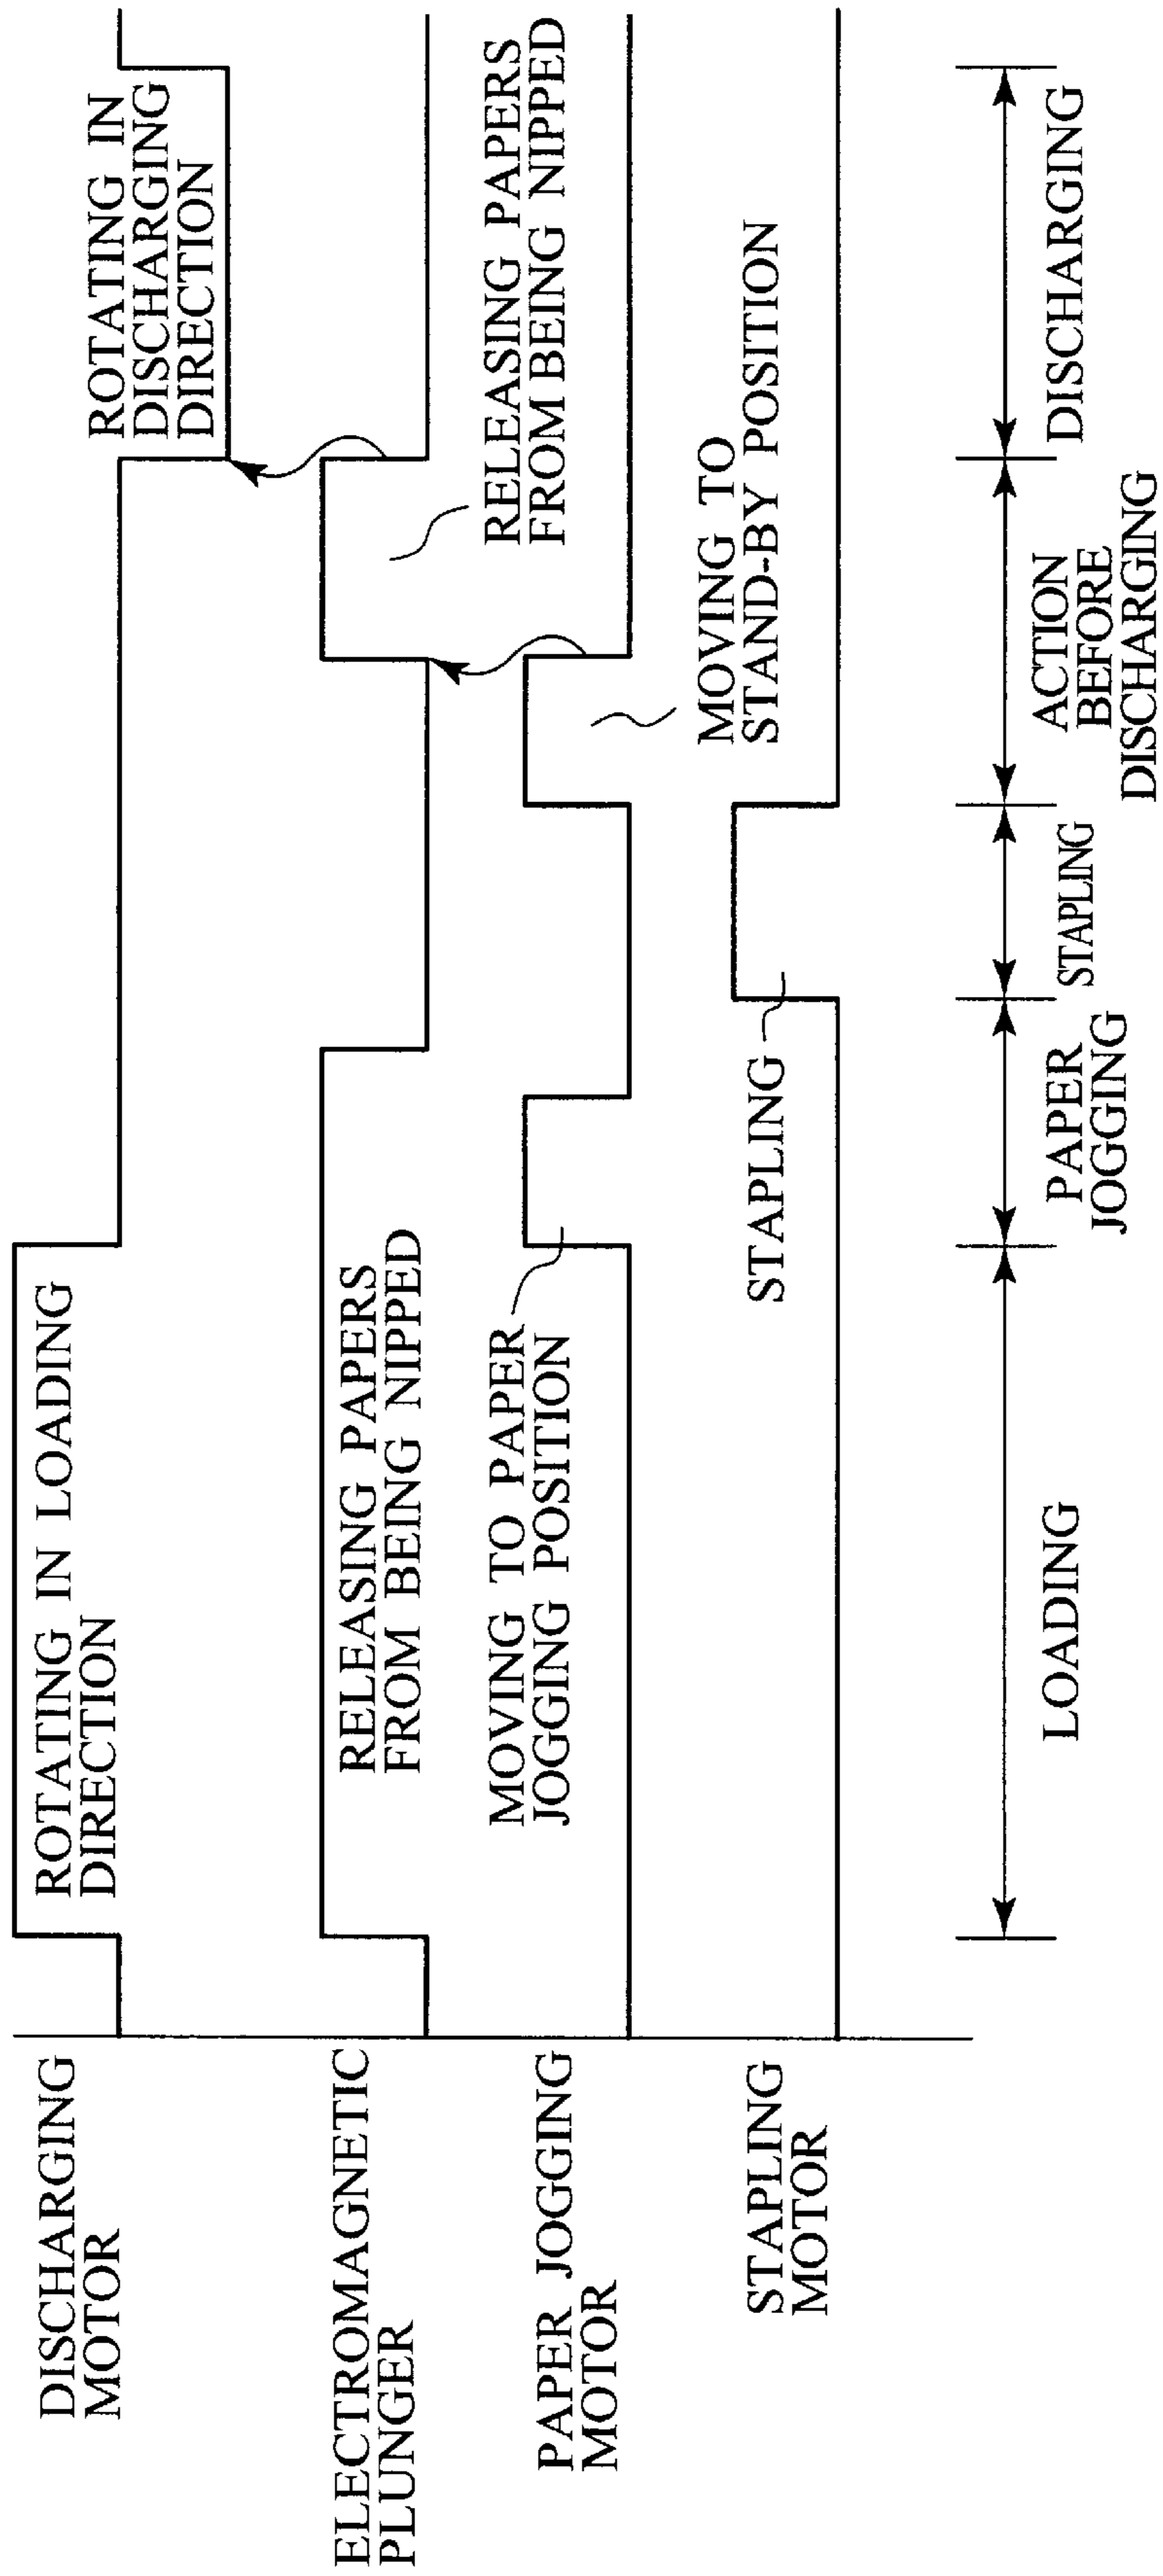 DISCHARGING
MOTOR
ROTATING IN LOADING
DIRECTION
ROTATING IN
DISCHARGING
DIRECTION
ELECTROMAGNETIC
PLUNGER
RELEASING PAPERS
FROM BEING NIPPED
RELEASING PAPERS
FROM BEING NIPPED
PAPER JOGGING
MOTOR
MOVING TO PAPER
JOGGING POSITION
MOVING TO
STAND-BY POSITION
STAPLING
MOTOR
STAPLING
LOADING
PAPER
JOGGING
STAPLING
ACTION
BEFORE
DISCHARGING
DISCHARGING